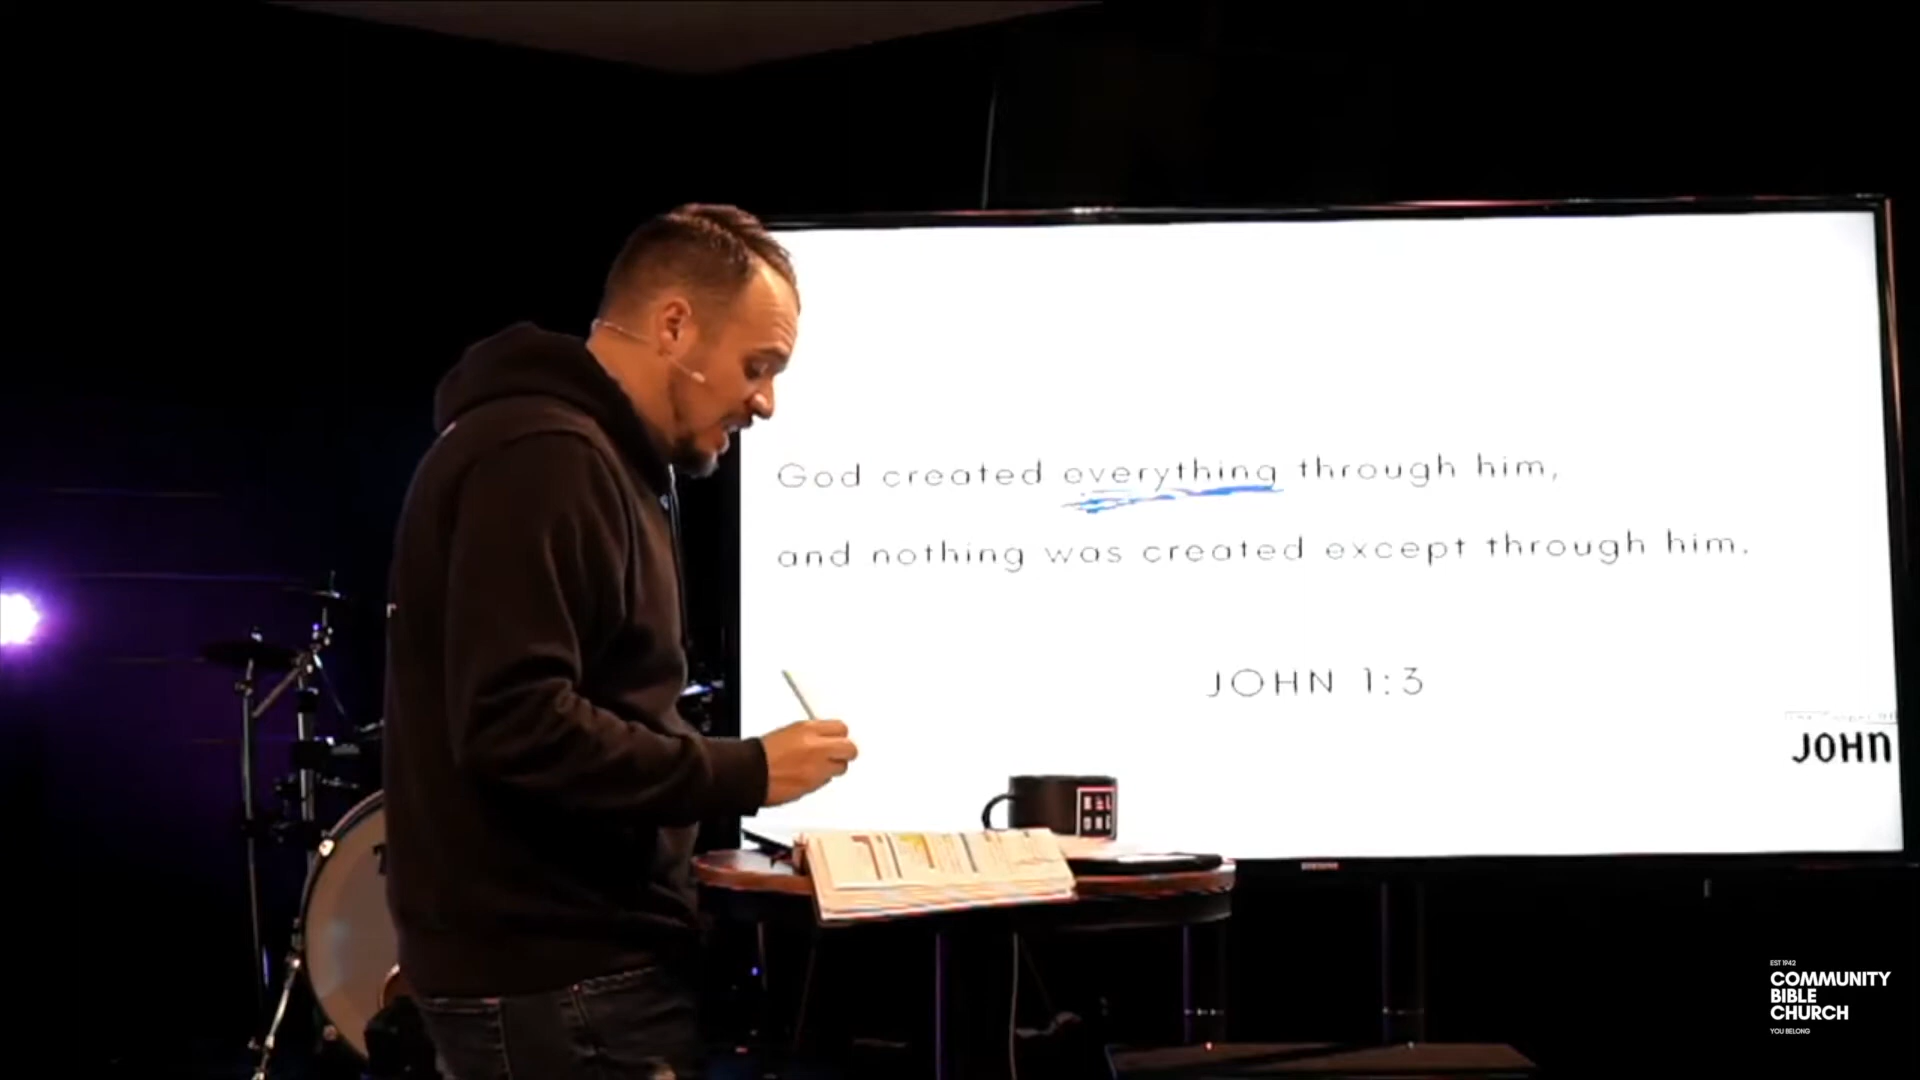 God created everything through him,
and nothing was created except through him.
JOHN 1:3
JOHN
EST 1942
COMMUNITY
BIBLE
CHURCH
YOU BELONG